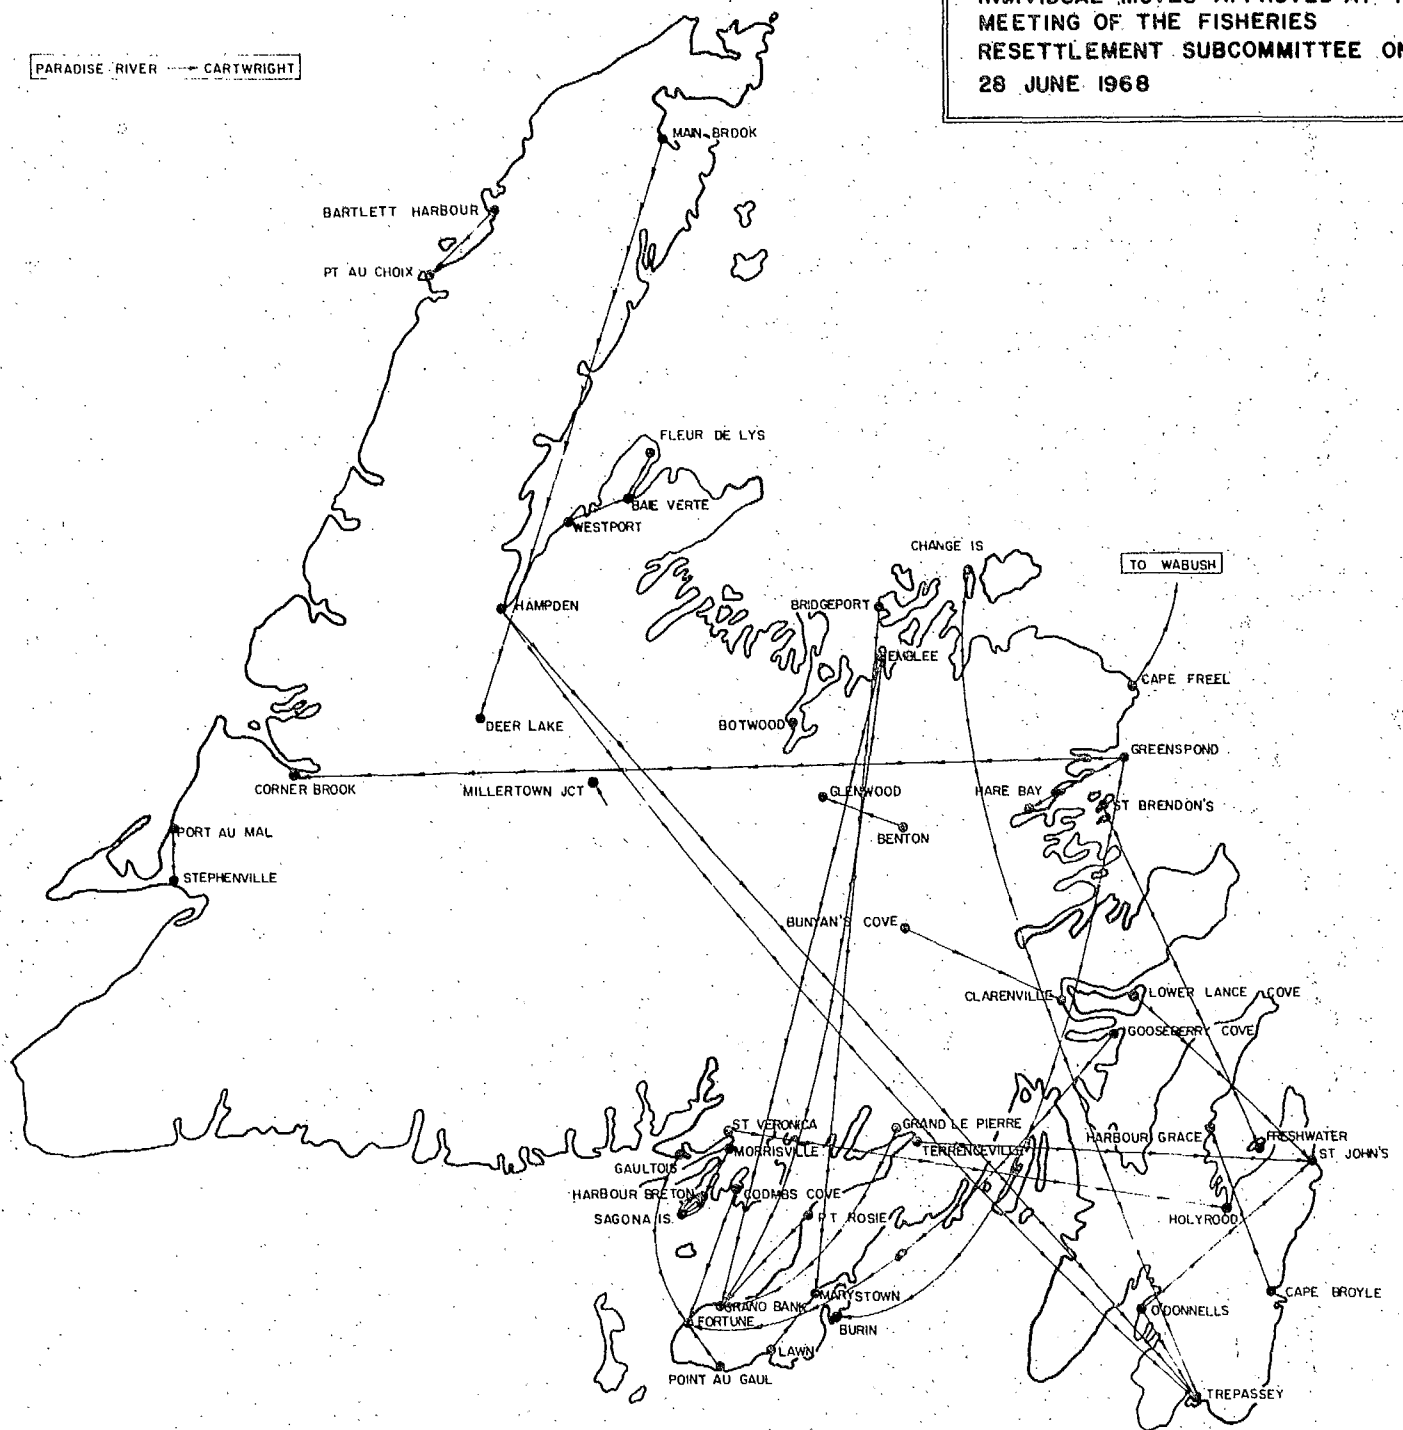 MEETING OF THE FISHERIES
RESETTLEMENT SUBCOMMITTEE ON
28 JUNE 1968
PARADISE RIVER → CARTWRIGHT
MAIN BROOK
BARTLETT HARBOUR
PT AU CHOIX
FLEUR DE LYS
BAIE VERTE
WESTPORT
CHANGE IS
TO WABUSH
HAMPDEN
BRIDGEPORT
CAPE FREEL
BOTWOOD
DEER LAKE
GREENSPOND
CORNER BROOK
MILLERTOWN JCT
GLENWOOD
HARE BAY
ST BRENDON'S
PORT AU MAL
BENTON
STEPHENVILLE
BUNYAN'S COVE
CLARENVILLE
LOWER LANCE COVE
GOOSEBERRY COVE
ST VERONICA
GRAND LE PIERRE
HARBOUR GRACE
FRESHWATER
MORRISVILLE
TERRENCEVILLE
ST JOHN'S
GAULTOIS
HARBOUR BRETON
COOMBS COVE
SAGONA IS.
PT ROSIE
HOLYROOD
MARYSTOWN
CAPE BROYLE
GRAND BANK
O'DONNELLS
FORTUNE
BURIN
LAWN
POINT AU GAUL
TREPASSEY